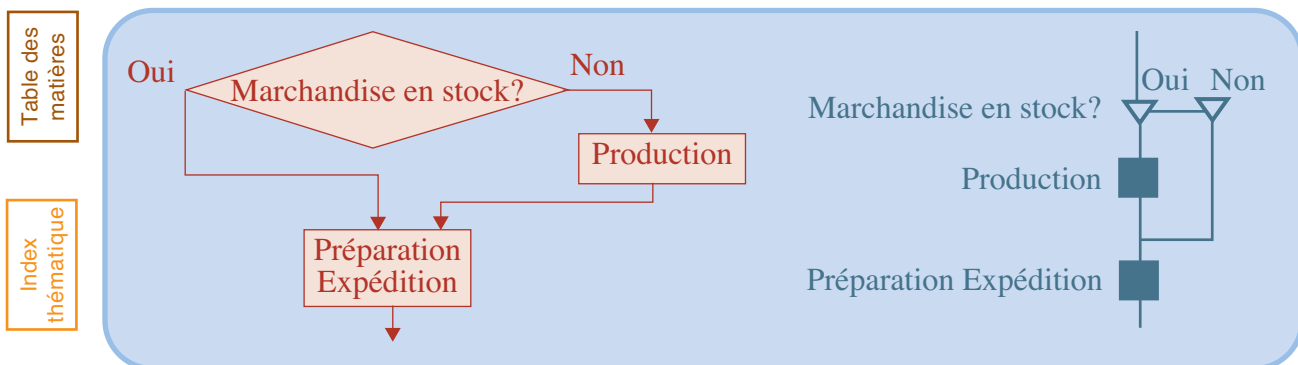 Table des
matières
Index
thématique
Oui
Marchandise en stock?
Non
Production
Préparation
Expédition
Oui Non
Marchandise en stock?
Production
Préparation Expédition